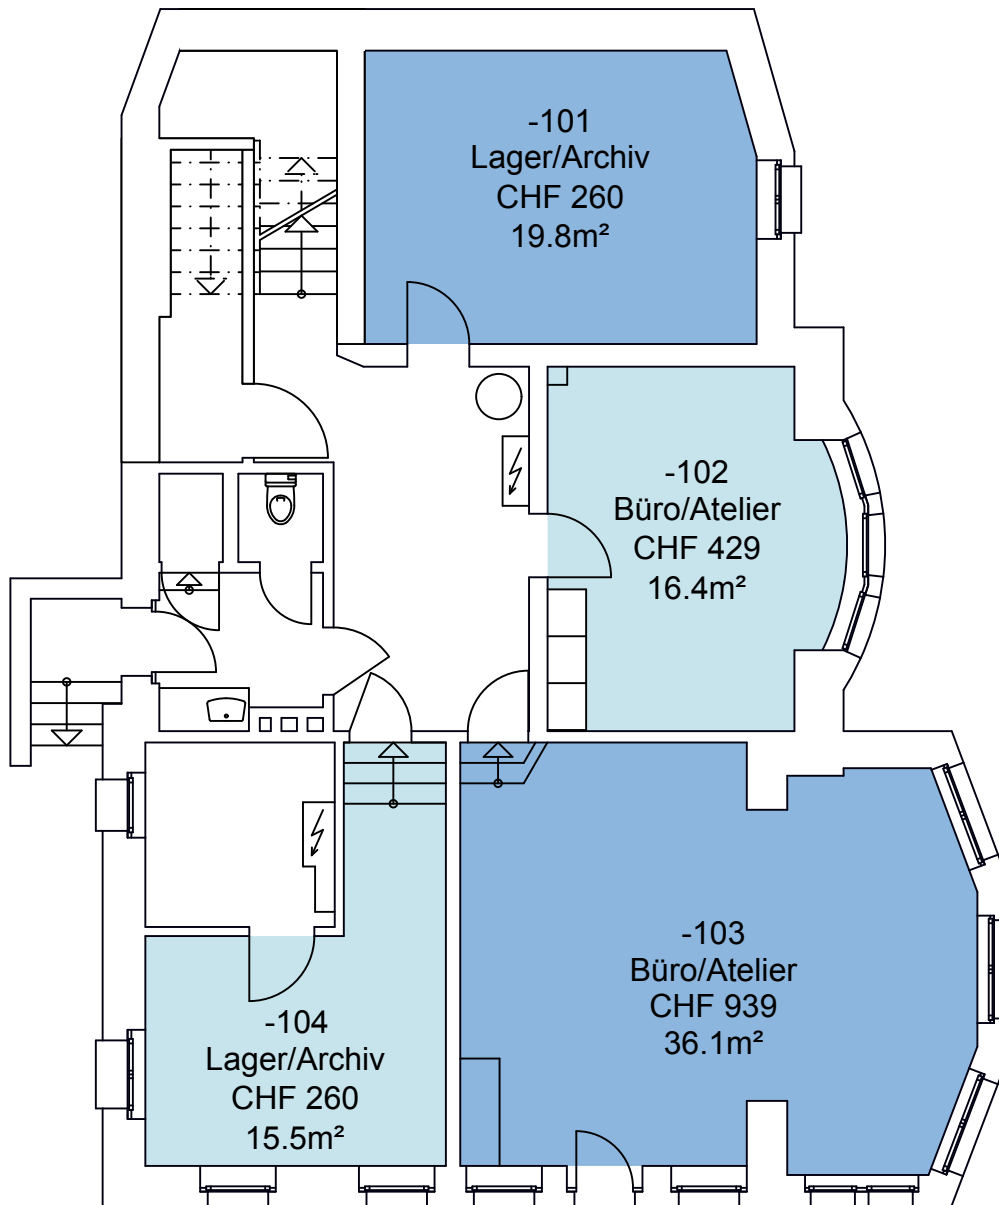 -101
Lager/Archiv
CHF 260
19.8m²
-102
Büro/Atelier
CHF 429
16.4m²
-103
Büro/Atelier
CHF 939
36.1m²
-104
Lager/Archiv
CHF 260
15.5m²